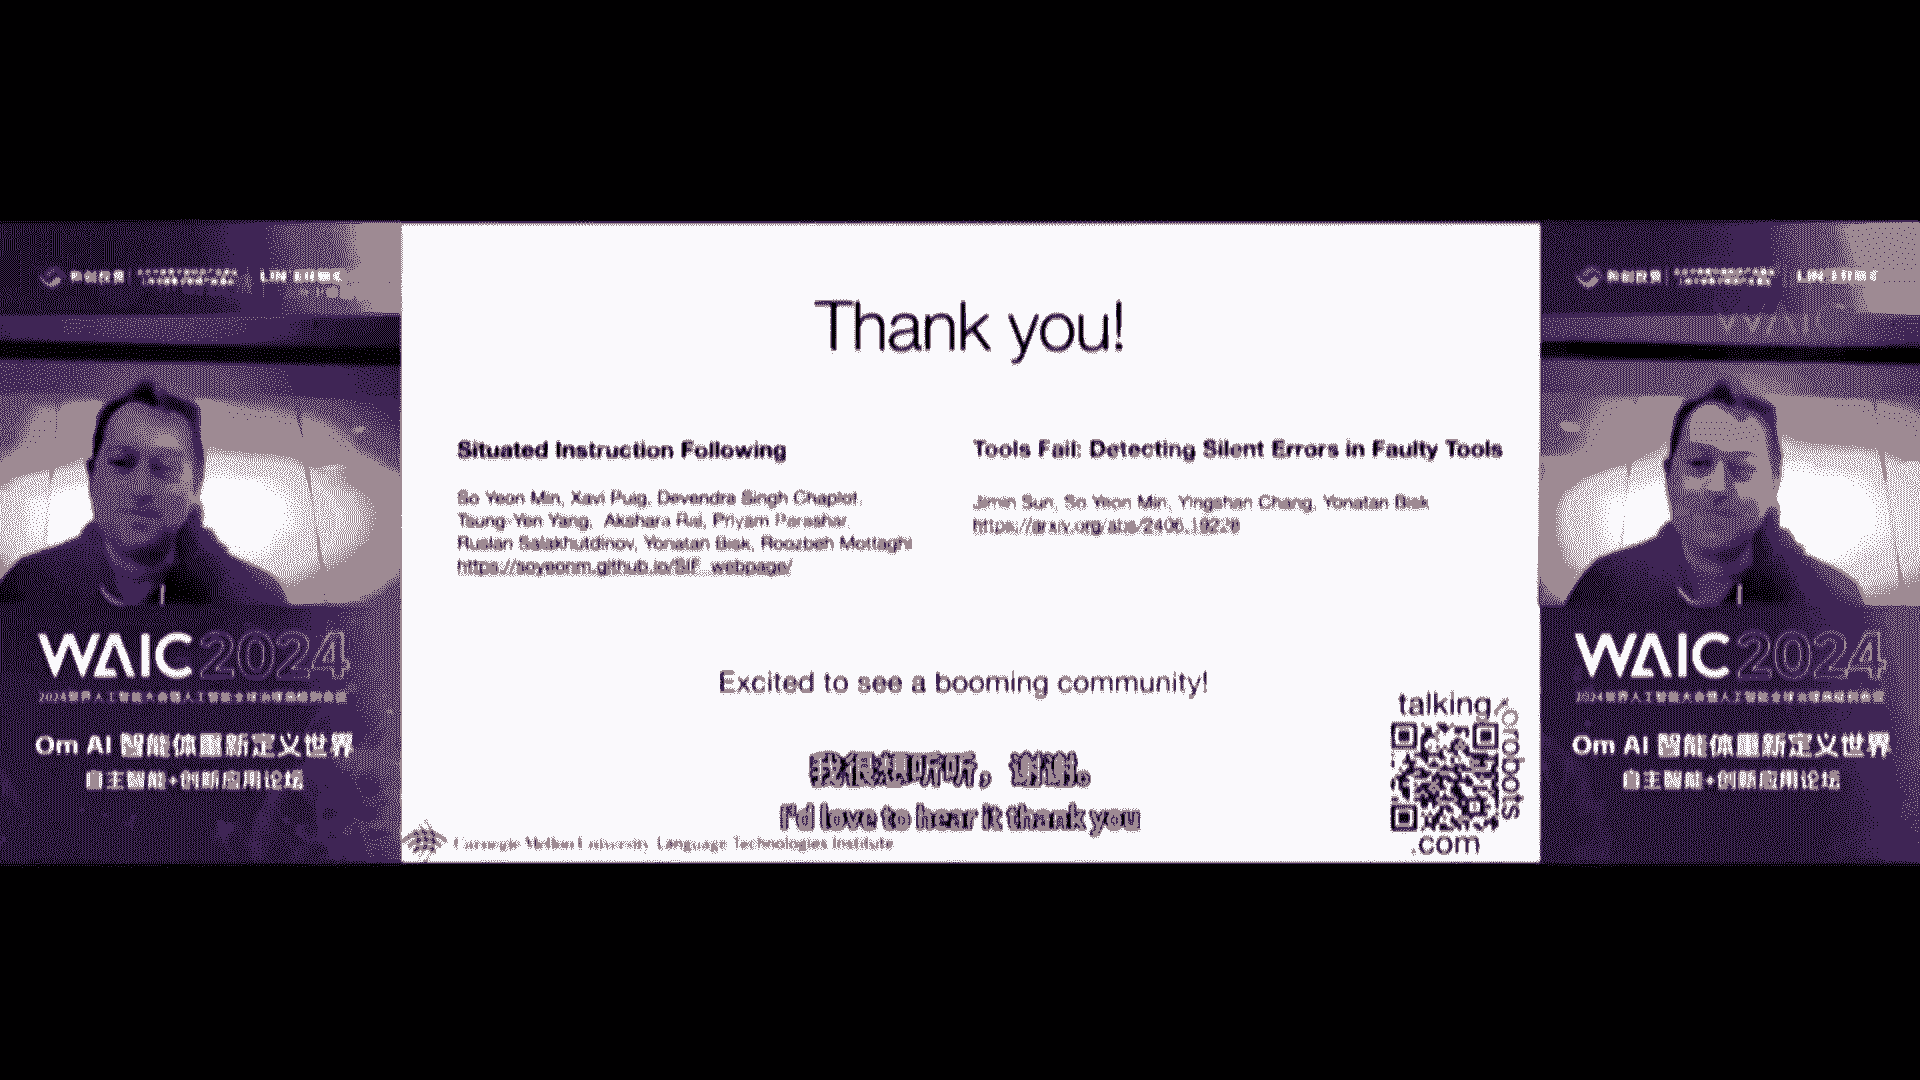 Thank you!
Situated Instruction Following
So Yeon Min, Xavi Puig, Devendra Singh Chaplot,
Tsung-Yen Yang, Akshara Rai, Priyam Parashar,
Ruslan Salakhutdinov, Yonatan Bisk, Roozbeh Mottaghi
https://soyeonm.github.io/SIF_webpage/
Tools Fail: Detecting Silent Errors in Faulty Tools
Jimin Sun, So Yeon Min, Yingshan Chang, Yonatan Bisk
https://arxiv.org/abs/2406.19228
Excited to see a booming community!
我很想听听，谢谢。
I'd love to hear it thank you
Carnegie Mellon University Language Technologies Institute
talking
torobots
.com
WAIC 2024
2024世界人工智能大会暨人工智能全球治理高级别会议
Om AI 智能体重新定义世界
自主智能+创新应用论坛
WAIC 2024
2024世界人工智能大会暨人工智能全球治理高级别会议
Om AI 智能体重新定义世界
自主智能+创新应用论坛